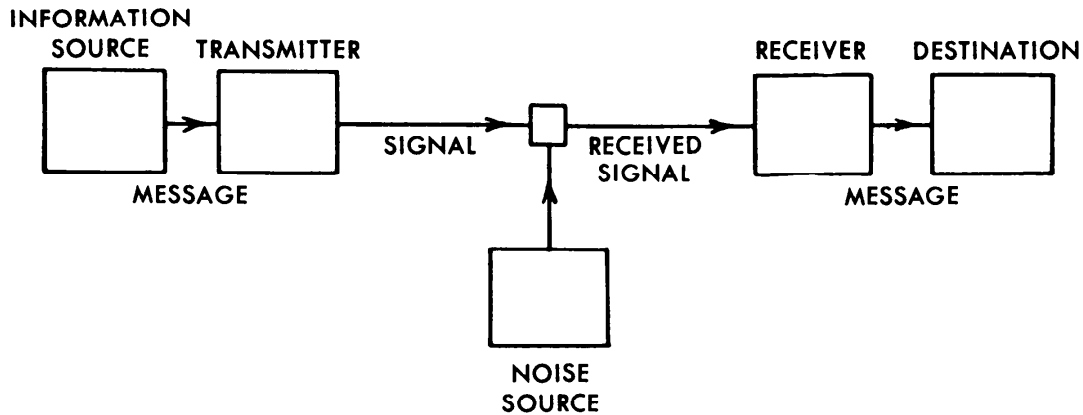 INFORMATION
SOURCE
TRANSMITTER
RECEIVER
DESTINATION
SIGNAL
RECEIVED
SIGNAL
MESSAGE
MESSAGE
NOISE
SOURCE